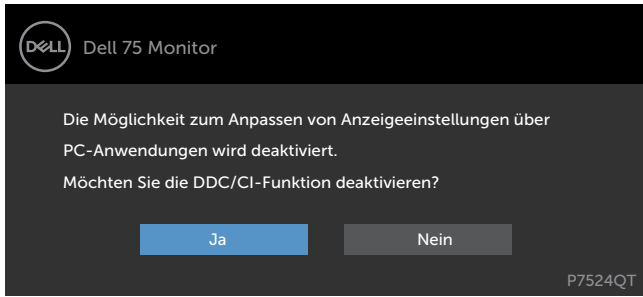 DELL Dell 75 Monitor
Die Möglichkeit zum Anpassen von Anzeigeeinstellungen über
PC-Anwendungen wird deaktiviert.
Möchten Sie die DDC/CI-Funktion deaktivieren?
Ja Nein
P7524QT